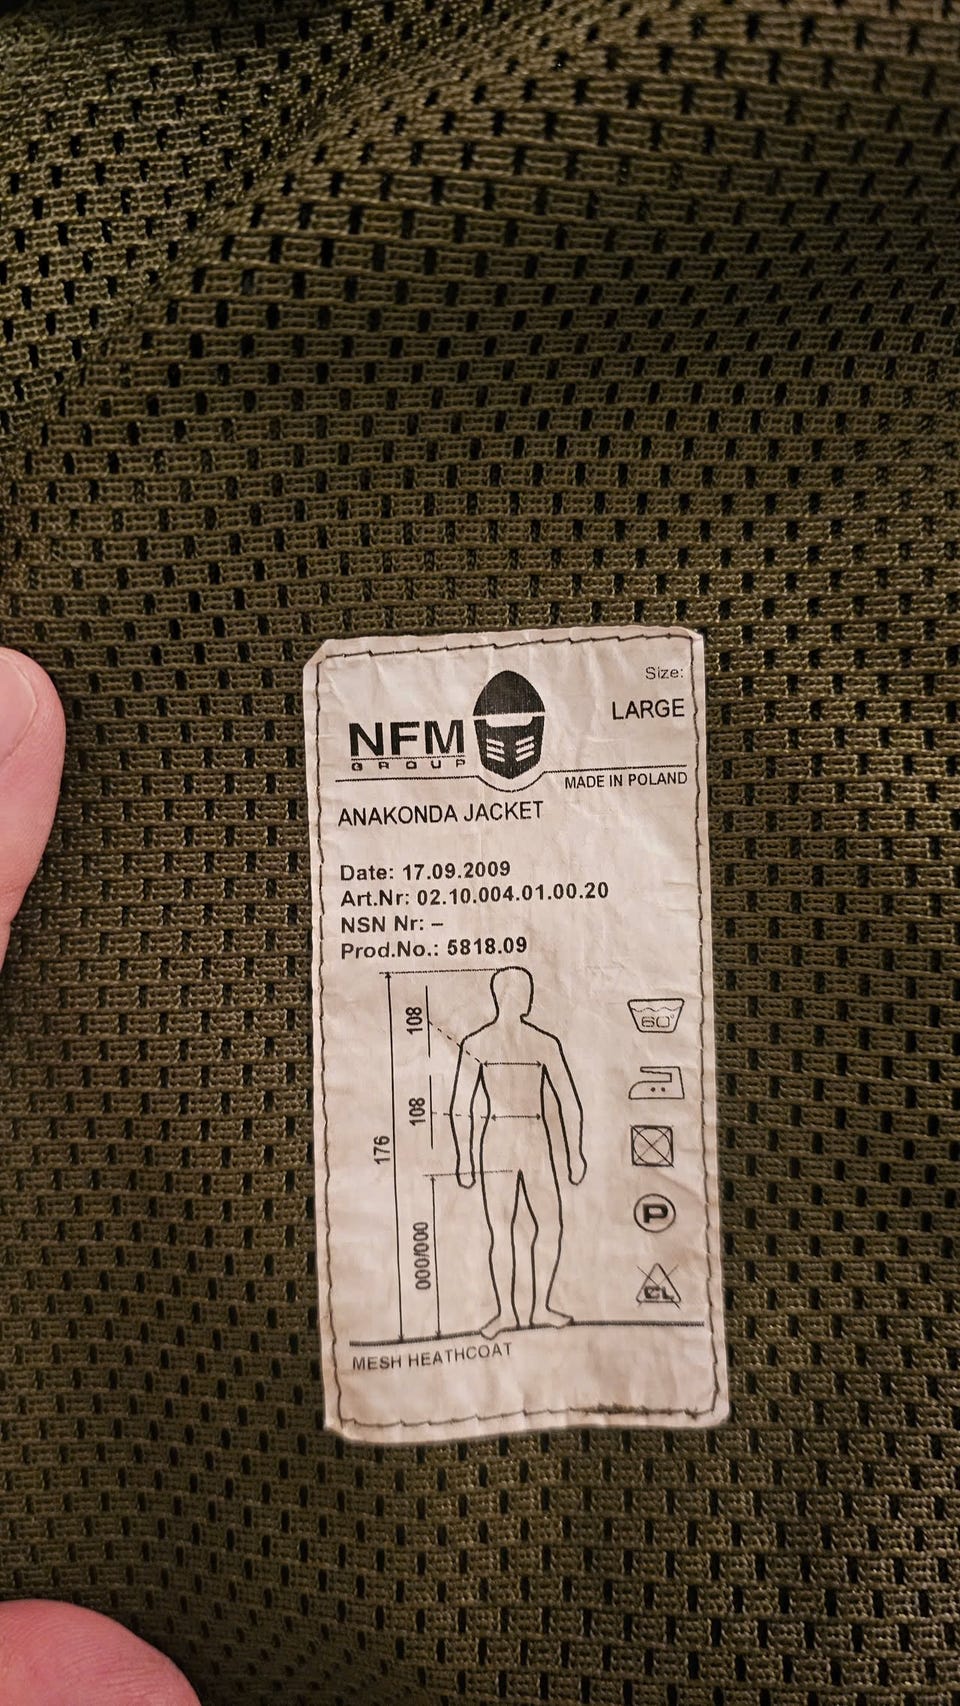 Size:
LARGE
NFM
GROUP
MADE IN POLAND
ANAKONDA JACKET
Date: 17.09.2009
Art.Nr: 02.10.004.01.00.20
NSN Nr: –
Prod.No.: 5818.09
108
108
176
000/000
60°
P
CL
MESH HEATHCOAT